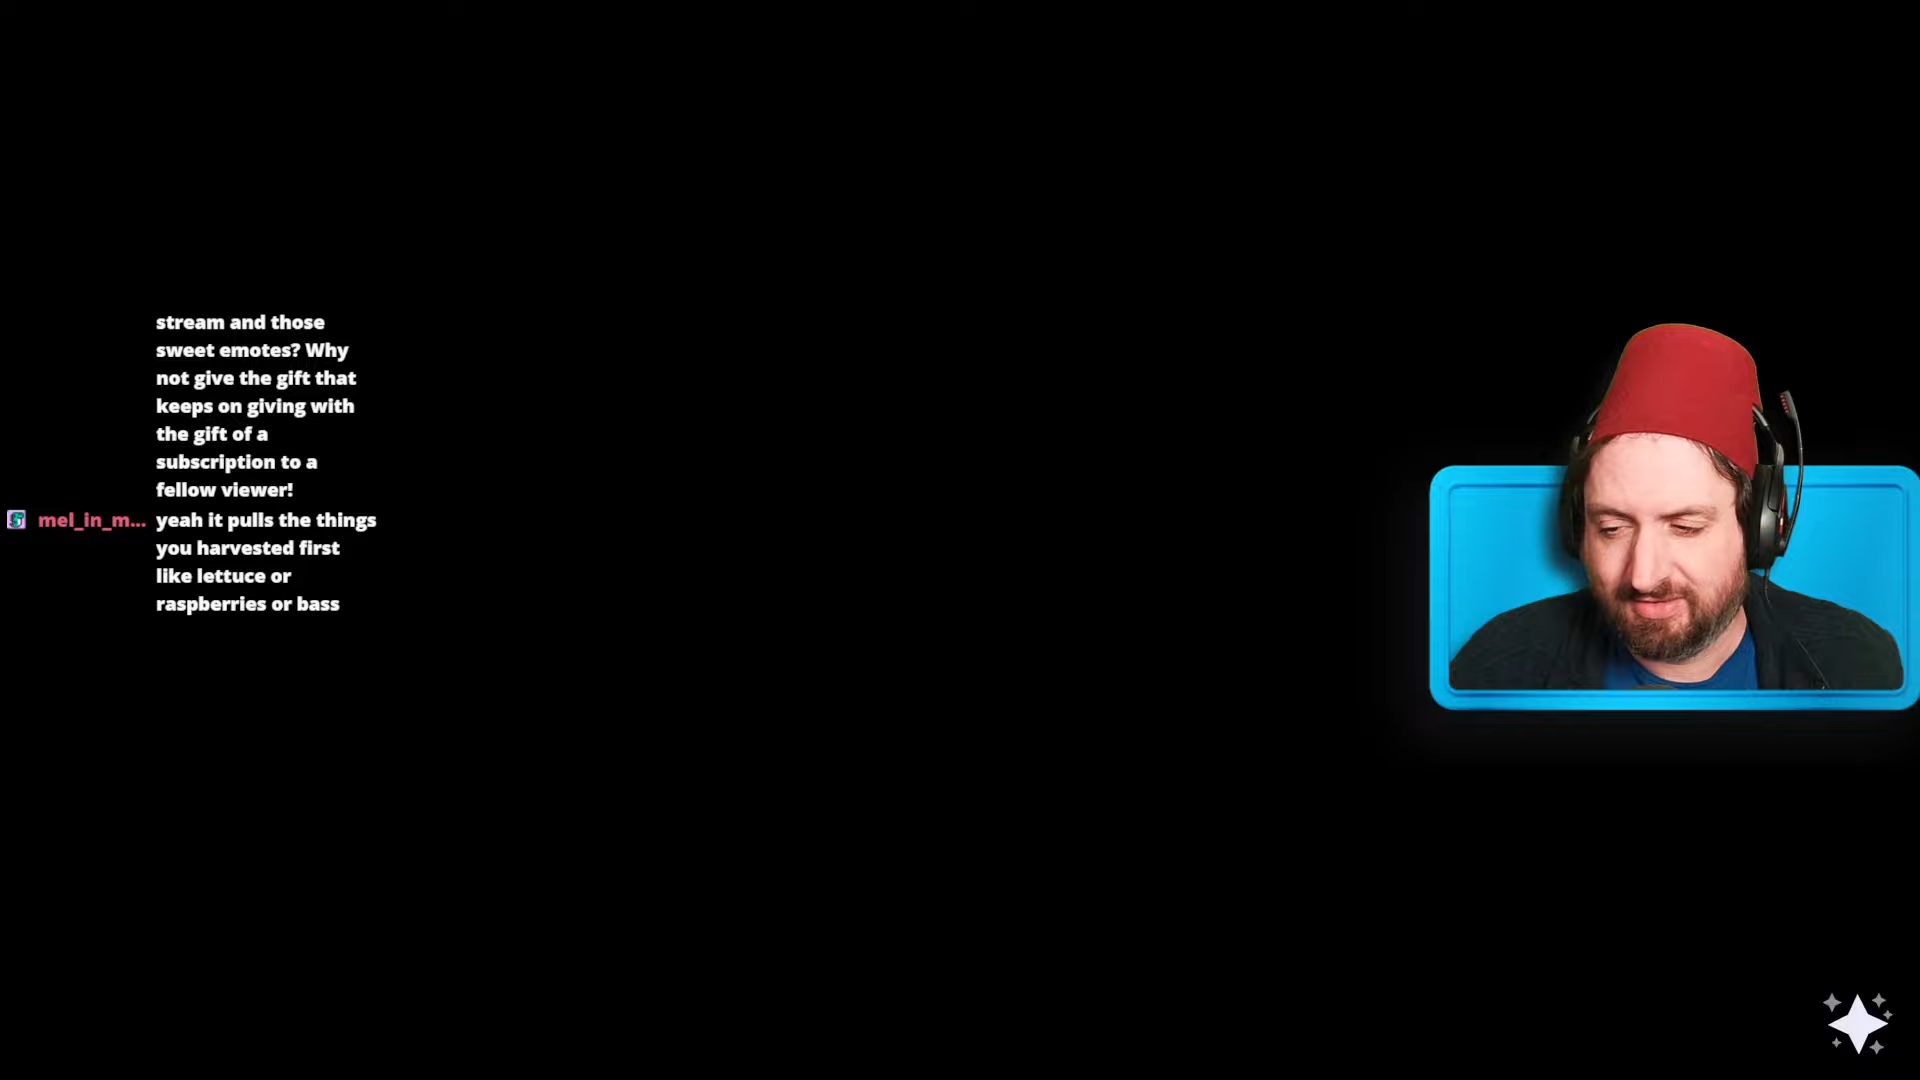 stream and those
sweet emotes? Why
not give the gift that
keeps on giving with
the gift of a
subscription to a
fellow viewer!
mel_in_m... yeah it pulls the things
you harvested first
like lettuce or
raspberries or bass